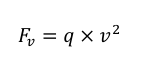 F_v = q × v^2